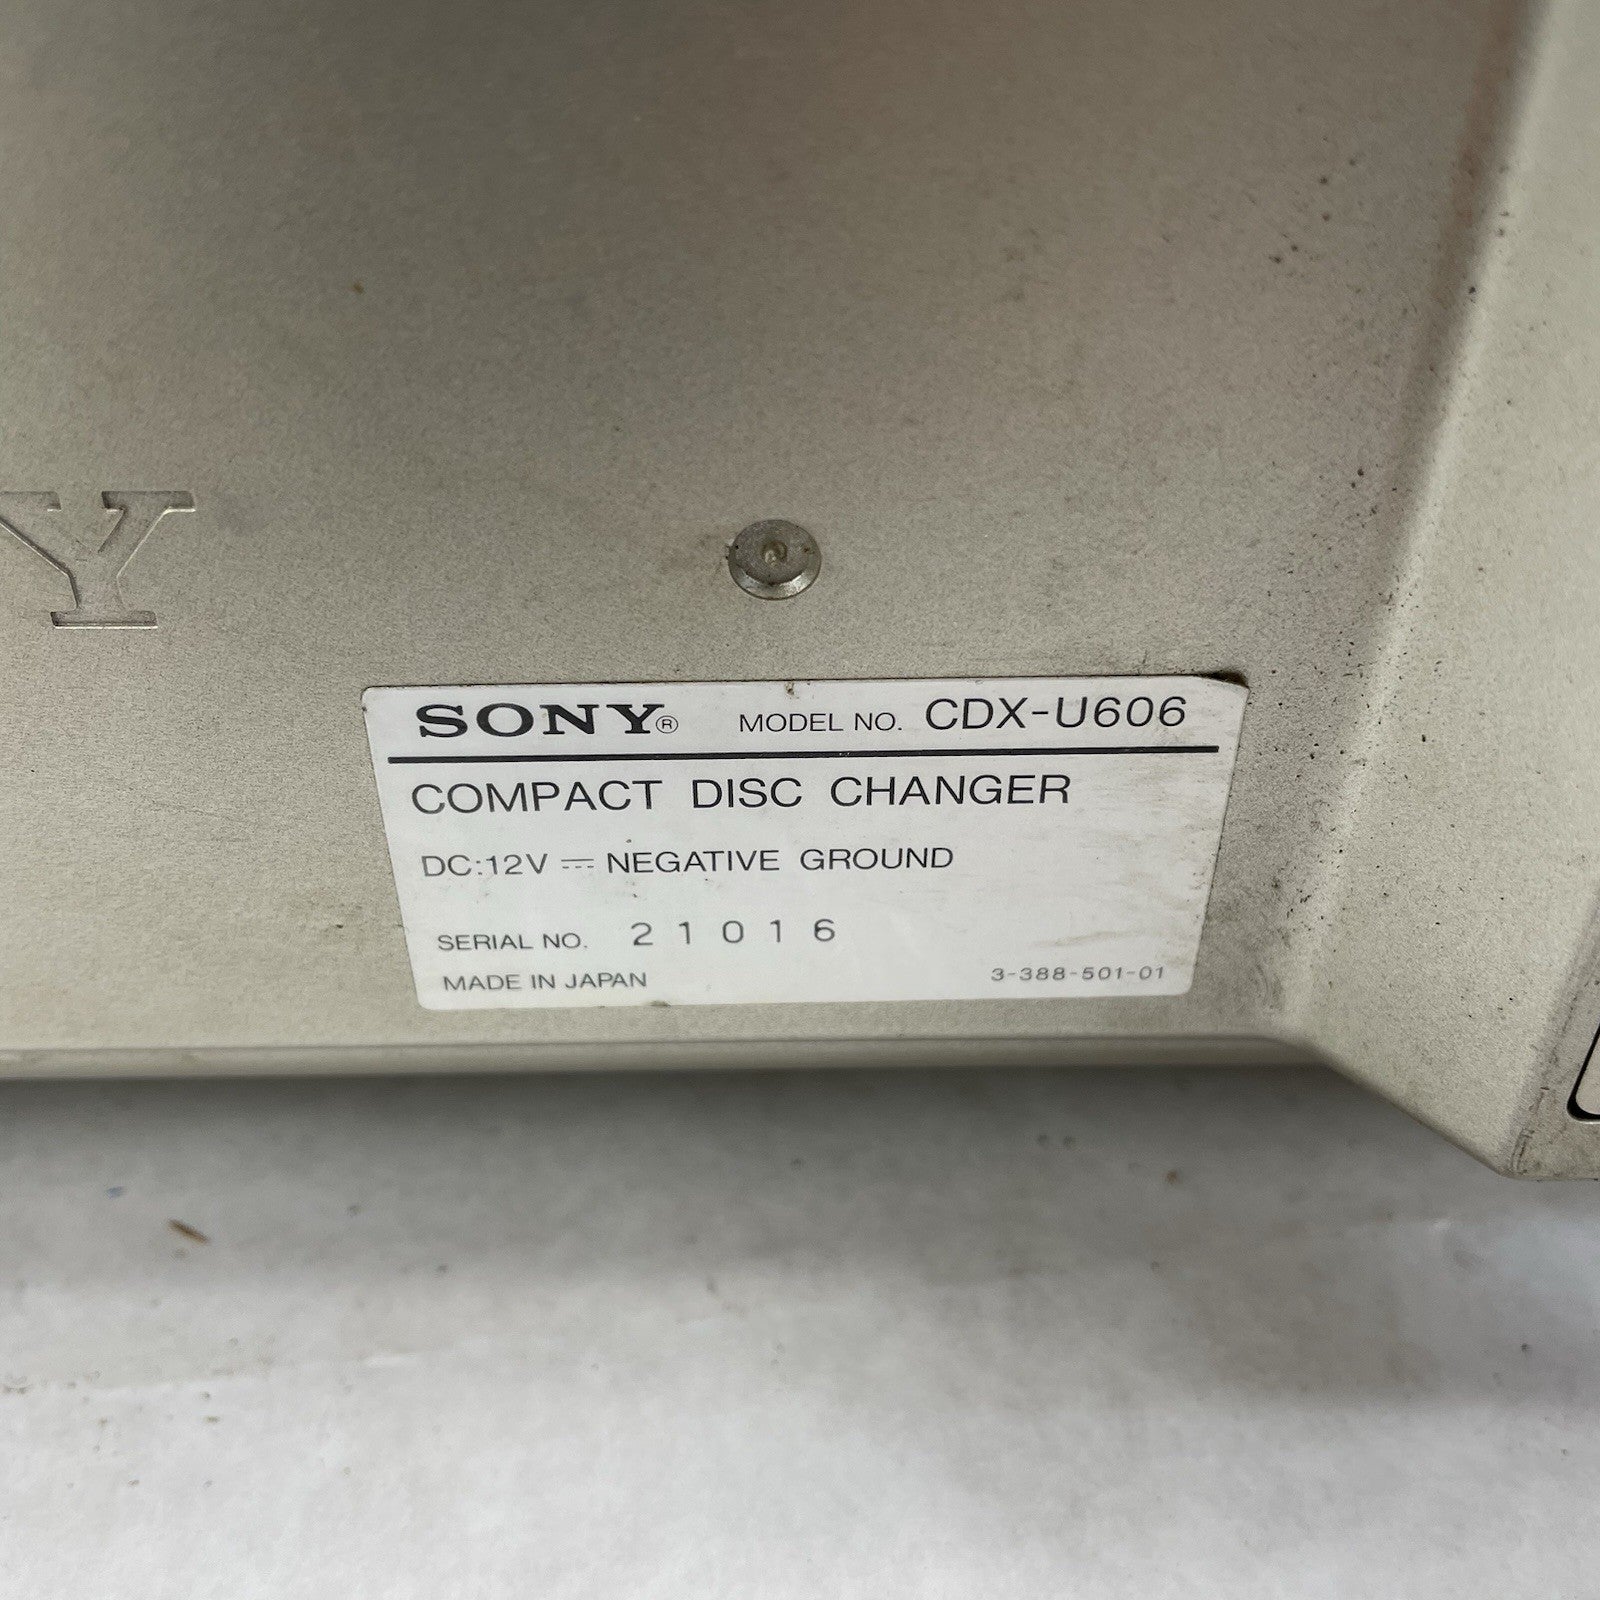 Y
SONY® MODEL NO. CDX-U606
COMPACT DISC CHANGER
DC:12V ⎓ NEGATIVE GROUND
SERIAL NO. 21016
MADE IN JAPAN 3-388-501-01